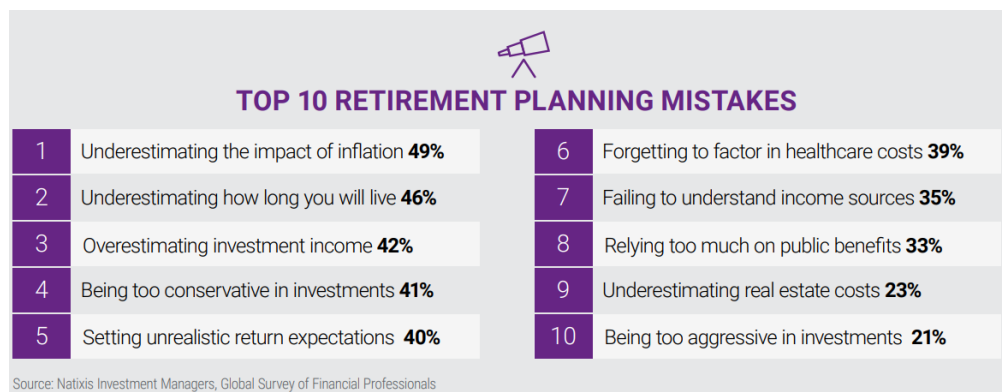 TOP 10 RETIREMENT PLANNING MISTAKES
1 Underestimating the impact of inflation 49%
2 Underestimating how long you will live 46%
3 Overestimating investment income 42%
4 Being too conservative in investments 41%
5 Setting unrealistic return expectations 40%
6 Forgetting to factor in healthcare costs 39%
7 Failing to understand income sources 35%
8 Relying too much on public benefits 33%
9 Underestimating real estate costs 23%
10 Being too aggressive in investments 21%
Source: Natixis Investment Managers, Global Survey of Financial Professionals